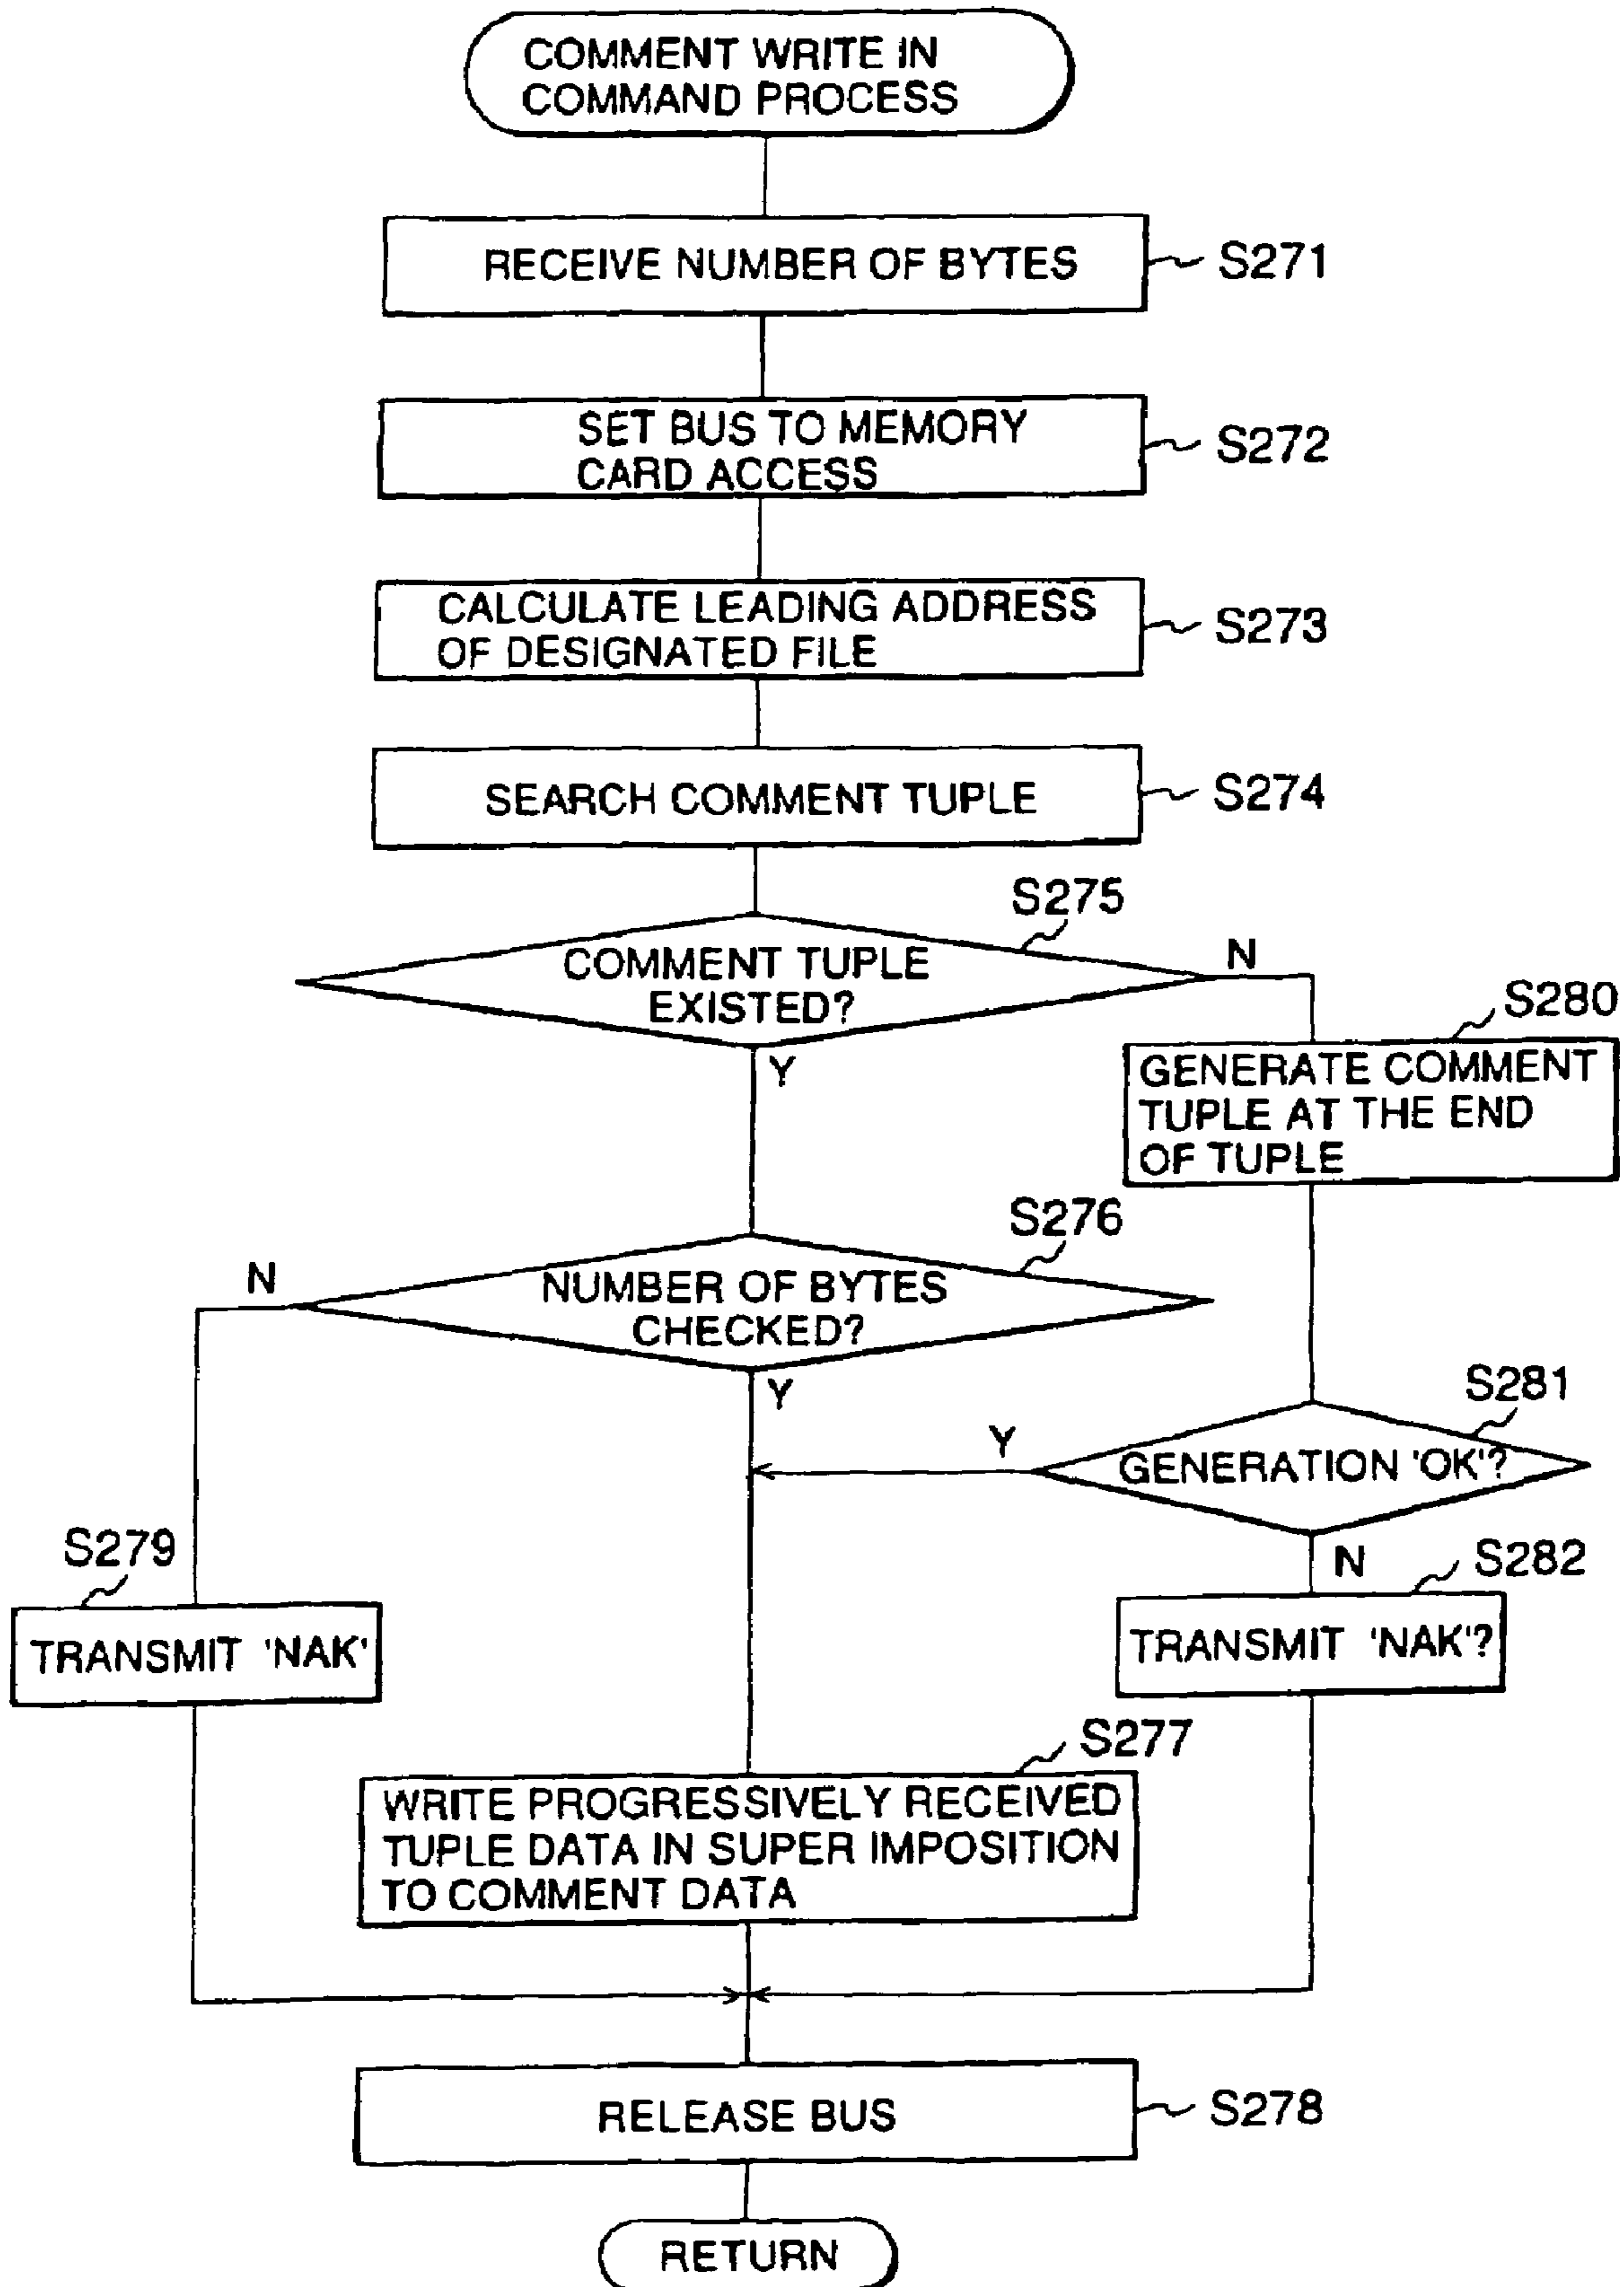 COMMENT WRITE IN
COMMAND PROCESS
RECEIVE NUMBER OF BYTES
S271
SET BUS TO MEMORY
CARD ACCESS
S272
CALCULATE LEADING ADDRESS
OF DESIGNATED FILE
S273
SEARCH COMMENT TUPLE
S274
S275
COMMENT TUPLE
EXISTED?
N
Y
S280
GENERATE COMMENT
TUPLE AT THE END
OF TUPLE
S276
NUMBER OF BYTES
CHECKED?
N
Y
S281
GENERATION 'OK'?
Y
N
S279
TRANSMIT 'NAK'
S282
TRANSMIT 'NAK'?
S277
WRITE PROGRESSIVELY RECEIVED
TUPLE DATA IN SUPER IMPOSITION
TO COMMENT DATA
RELEASE BUS
S278
RETURN